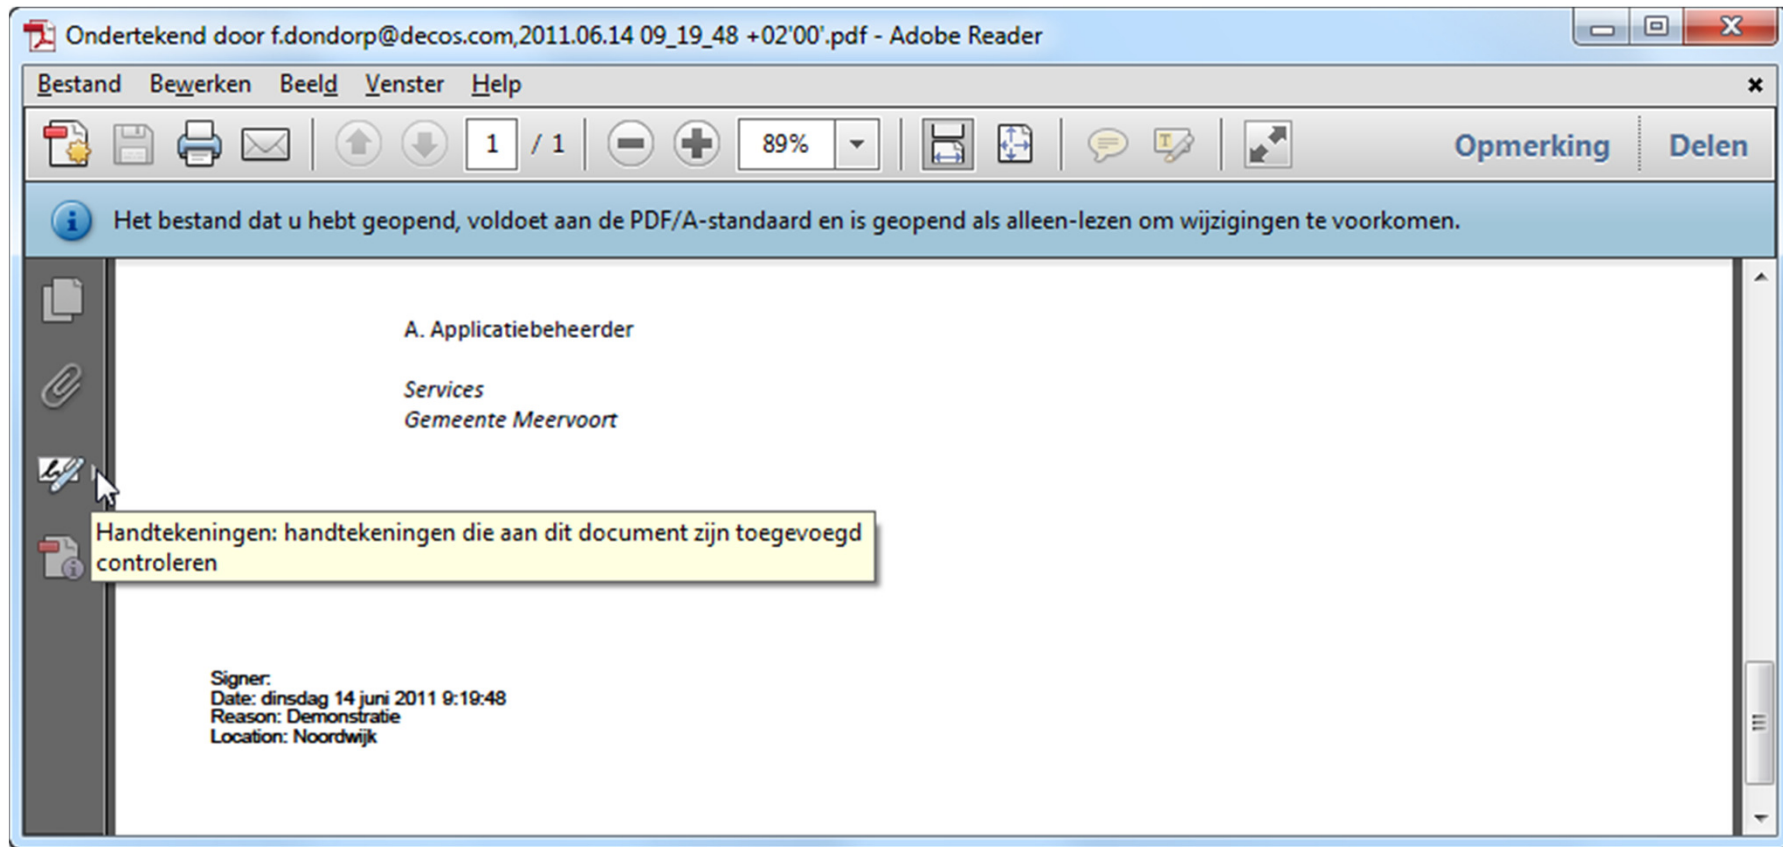 Ondertekend door f.dondorp@decos.com,2011.06.14 09_19_48 +02'00'.pdf - Adobe Reader
Bestand Bewerken Beeld Venster Help
1 / 1 89% Opmerking Delen
Het bestand dat u hebt geopend, voldoet aan de PDF/A-standaard en is geopend als alleen-lezen om wijzigingen te voorkomen.
A. Applicatiebeheerder
Services
Gemeente Meervoort
Handtekeningen: handtekeningen die aan dit document zijn toegevoegd
controleren
Signer:
Date: dinsdag 14 juni 2011 9:19:48
Reason: Demonstratie
Location: Noordwijk